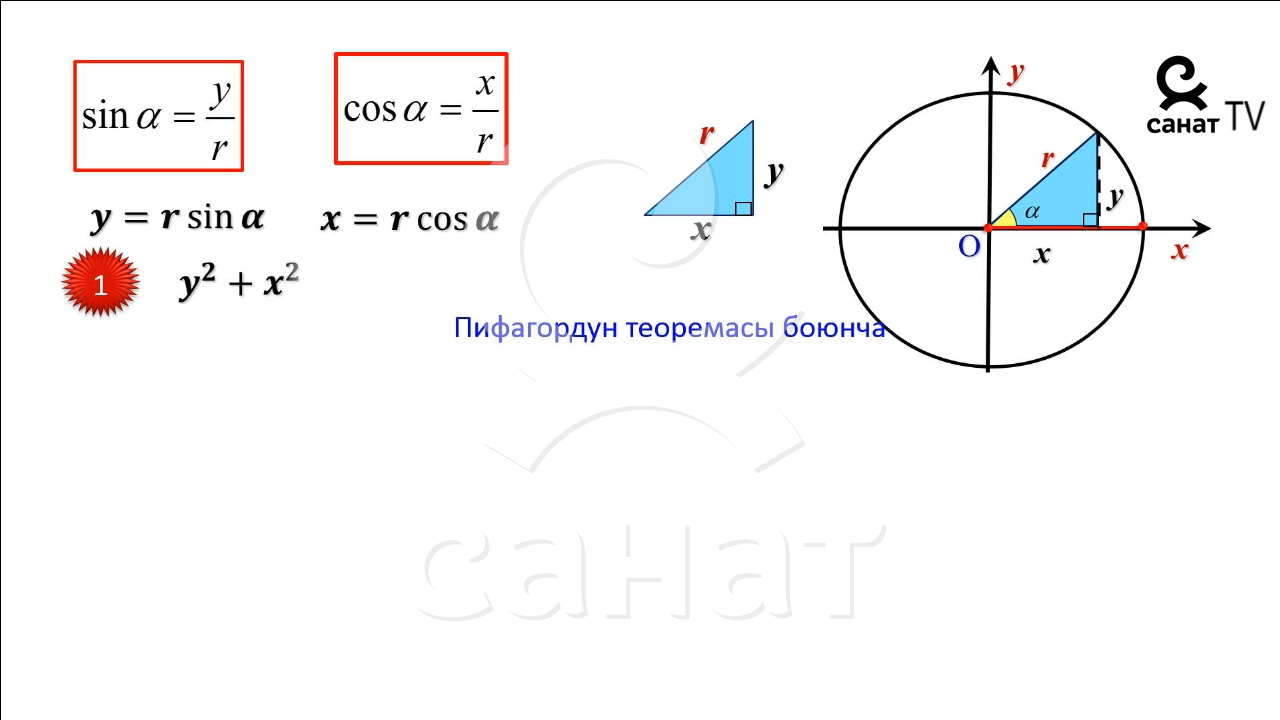 sin α = y/r
cos α = x/r
y = r sin α
x = r cos α
1
y² + x²
Пифагордун теоремасы боюнча
r
y
x
y
r
α
y
O
x
x
санат TV
санат